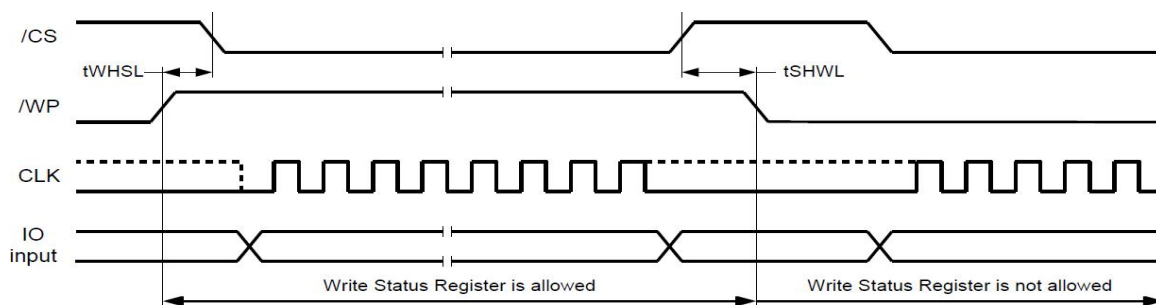 /CS
tWHSL
tSHWL
/WP
CLK
IO
input
Write Status Register is allowed
Write Status Register is not allowed